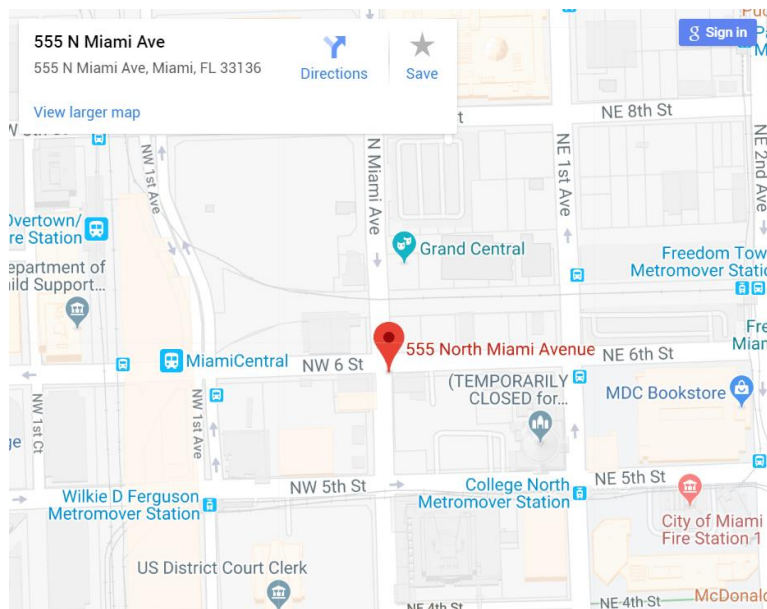 555 N Miami Ave
555 N Miami Ave, Miami, FL 33136
Directions
Save
View larger map
g Sign in
NE 8th St
N Miami Ave
NE 1st Ave
NE 2nd Ave
NW 1st Ave
Overtown/
re Station
Grand Central
Freedom Tow
Metromover Static
epartment of
ild Support...
MiamiCentral
NW 6 St
555 North Miami Avenue
NE 6th St
Fre
Miam
(TEMPORARILY
CLOSED for...
MDC Bookstore
NW 1st Ct
NW 1st Ave
ge
NW 5th St
College North
Metromover Station
NE 5th St
Wilkie D Ferguson
Metromover Station
City of Miami
Fire Station 1
US District Court Clerk
NE 4th St
NE 4th St
McDonald